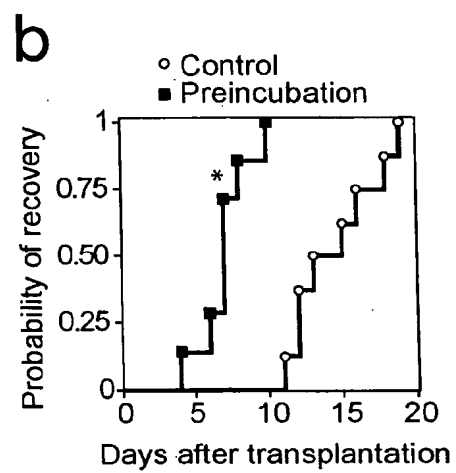 b
○ Control
■ Preincubation
Probability of recovery
1
0.75
0.50
0.25
0
*
0 5 10 15 20
Days after transplantation